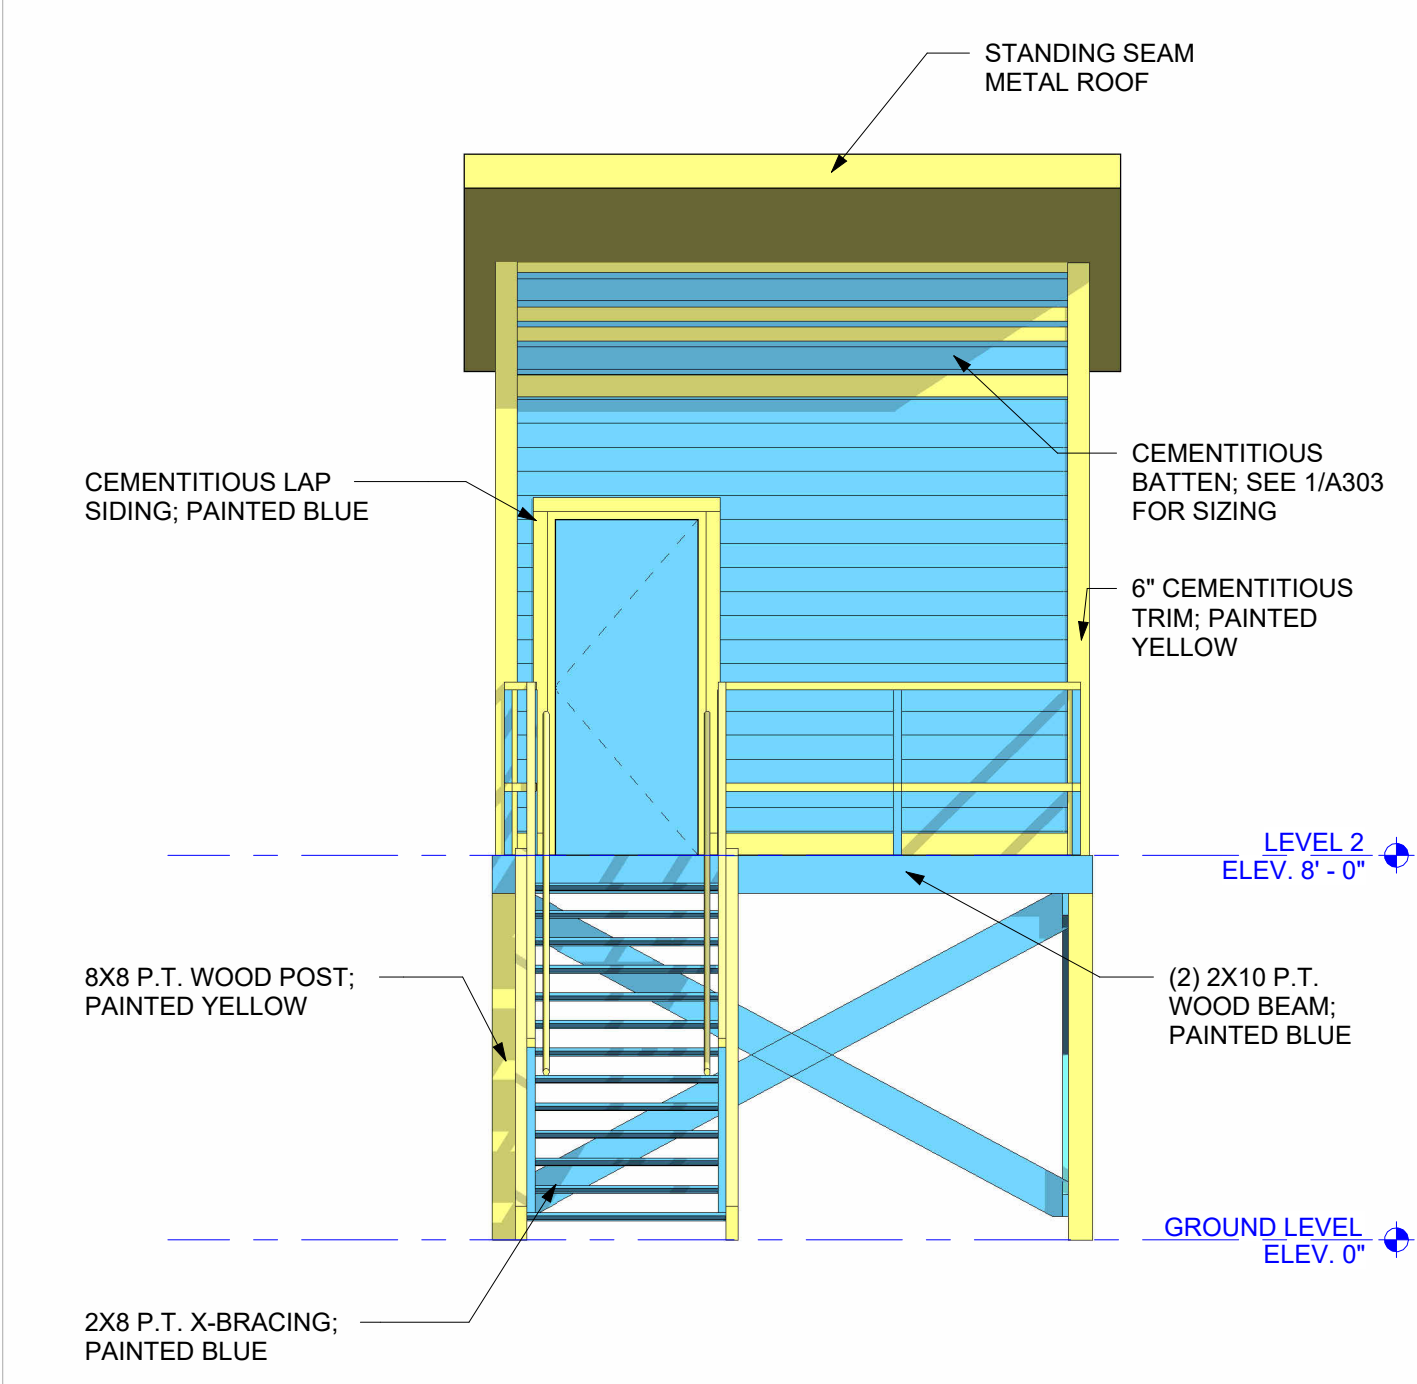 STANDING SEAM
METAL ROOF
CEMENTITIOUS LAP
SIDING; PAINTED BLUE
CEMENTITIOUS
BATTEN; SEE 1/A303
FOR SIZING
6" CEMENTITIOUS
TRIM; PAINTED
YELLOW
LEVEL 2
ELEV. 8' - 0"
8X8 P.T. WOOD POST;
PAINTED YELLOW
(2) 2X10 P.T.
WOOD BEAM;
PAINTED BLUE
GROUND LEVEL
ELEV. 0"
2X8 P.T. X-BRACING;
PAINTED BLUE